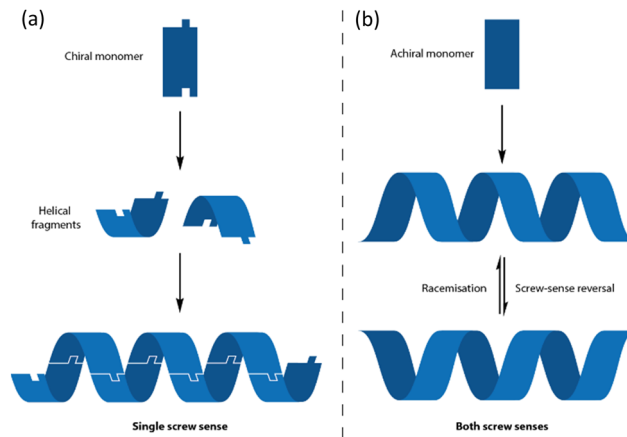 (a)
Chiral monomer
Helical
fragments
Single screw sense
(b)
Achiral monomer
Racemisation
Screw-sense reversal
Both screw senses